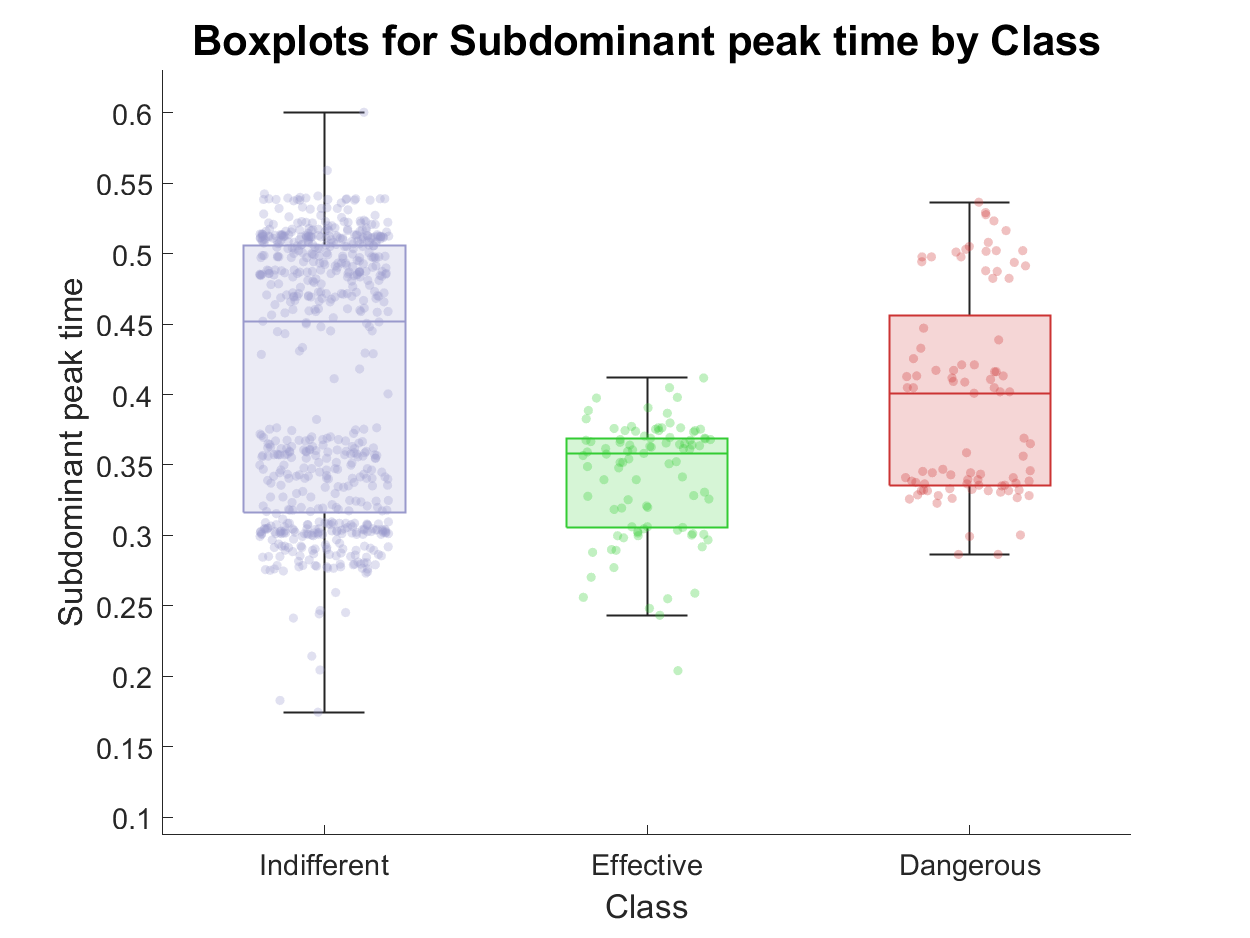 Boxplots for Subdominant peak time by Class
Subdominant peak time
0.6
0.55
0.5
0.45
0.4
0.35
0.3
0.25
0.2
0.15
0.1
Indifferent
Effective
Dangerous
Class